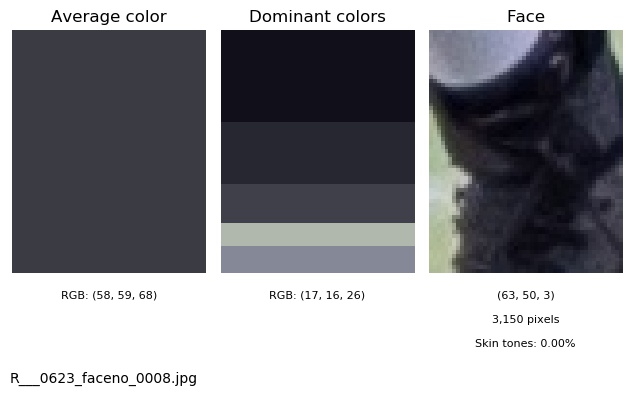 Average color
Dominant colors
Face
RGB: (58, 59, 68)
RGB: (17, 16, 26)
(63, 50, 3)
3,150 pixels
Skin tones: 0.00%
R___0623_faceno_0008.jpg